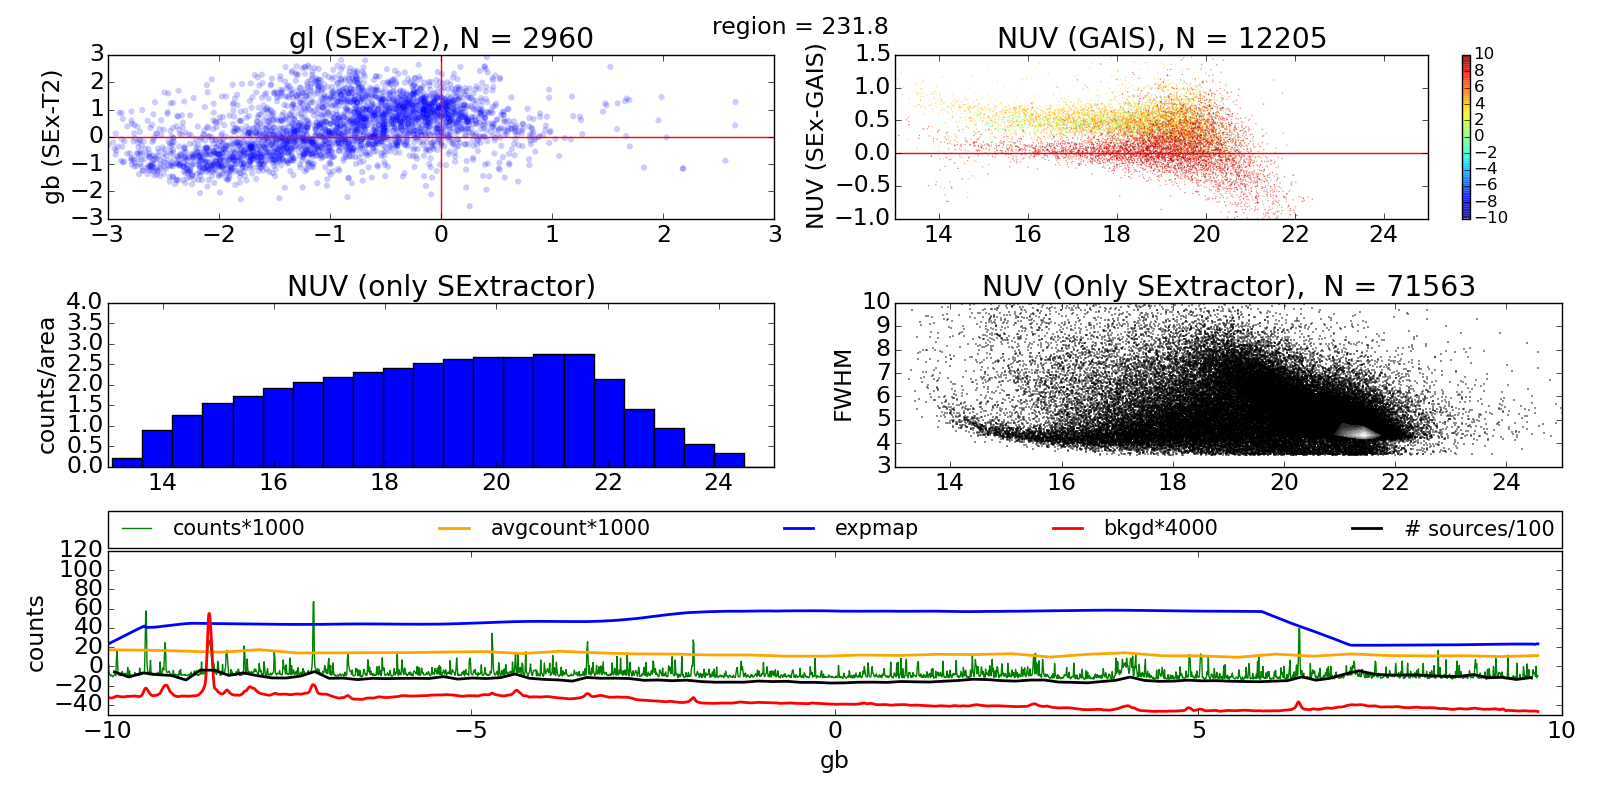 region = 231.8
gl (SEx-T2), N = 2960
gb (SEx-T2)
3
2
1
0
−1
−2
−3
−3 −2 −1 0 1 2 3
NUV (GAIS), N = 12205
NUV (SEx-GAIS)
1.5
1.0
0.5
0.0
−0.5
−1.0
14 16 18 20 22 24
10
8
6
4
2
0
−2
−4
−6
−8
−10
NUV (only SExtractor)
counts/area
4.0
3.5
3.0
2.5
2.0
1.5
1.0
0.5
0.0
14 16 18 20 22 24
NUV (Only SExtractor), N = 71563
FWHM
10
9
8
7
6
5
4
3
14 16 18 20 22 24
counts*1000 avgcount*1000 expmap bkgd*4000 # sources/100
counts
120
100
80
60
40
20
0
−20
−40
−10 −5 0 5 10
gb